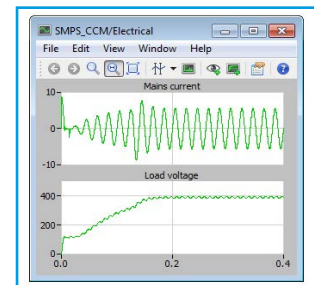 SMPS_CCM/Electrical
File Edit View Window Help
Mains current
10
0
-10
Load voltage
400
200
0
0.0 0.2 0.4